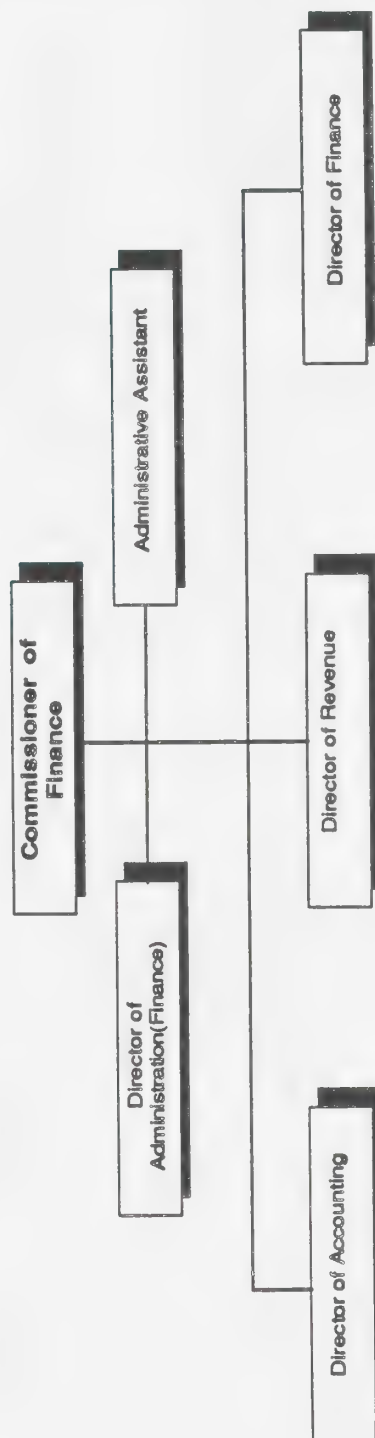 Commissioner of
Finance
Director of
Administration(Finance)
Administrative Assistant
Director of Accounting
Director of Revenue
Director of Finance